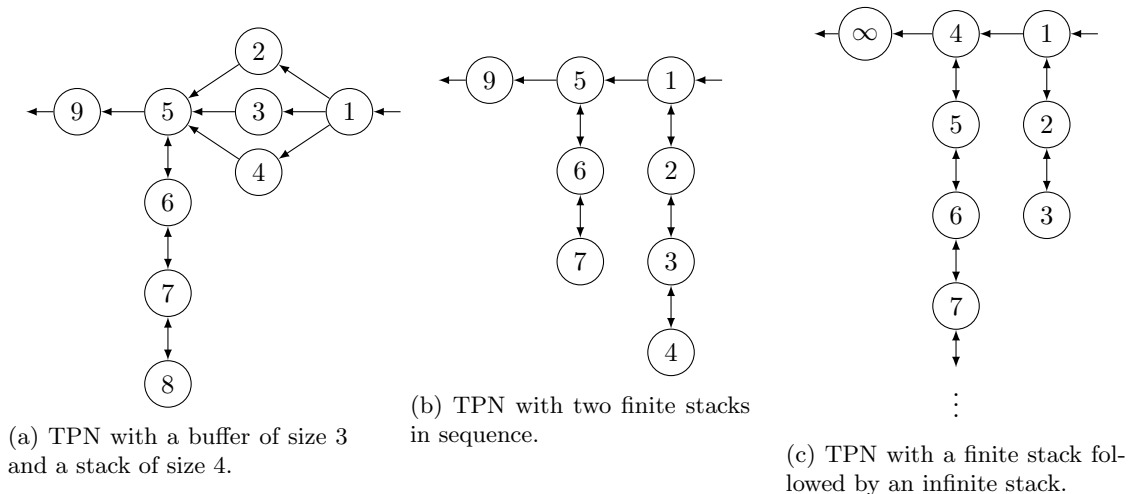 2
9 5 3 1
4
6
7
8
(a) TPN with a buffer of size 3
and a stack of size 4.
9 5 1
6 2
7 3
4
(b) TPN with two finite stacks
in sequence.
∞ 4 1
5 2
6 3
7
⋮
(c) TPN with a finite stack fol-
lowed by an infinite stack.